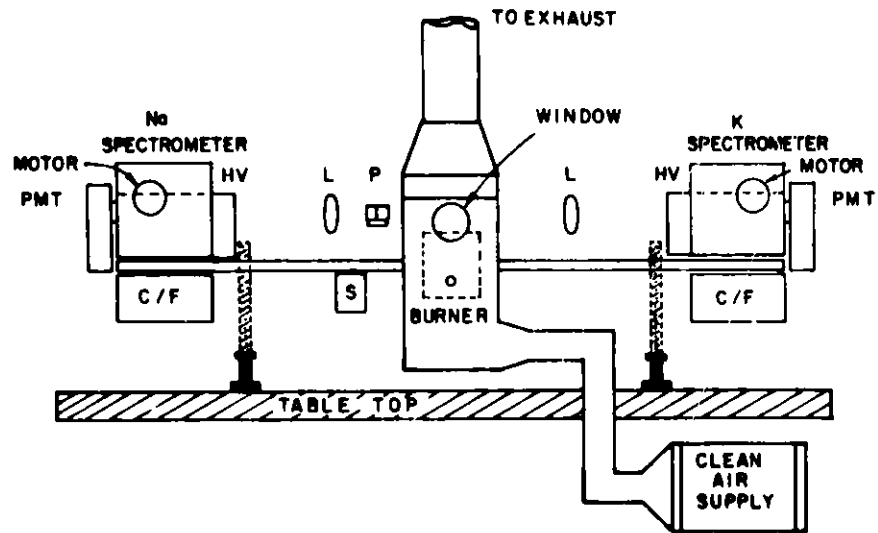 TO EXHAUST
WINDOW
Na
SPECTROMETER
MOTOR
HV
PMT
L
P
L
K
SPECTROMETER
MOTOR
HV
PMT
C/F
S
BURNER
C/F
TABLE TOP
CLEAN
AIR
SUPPLY